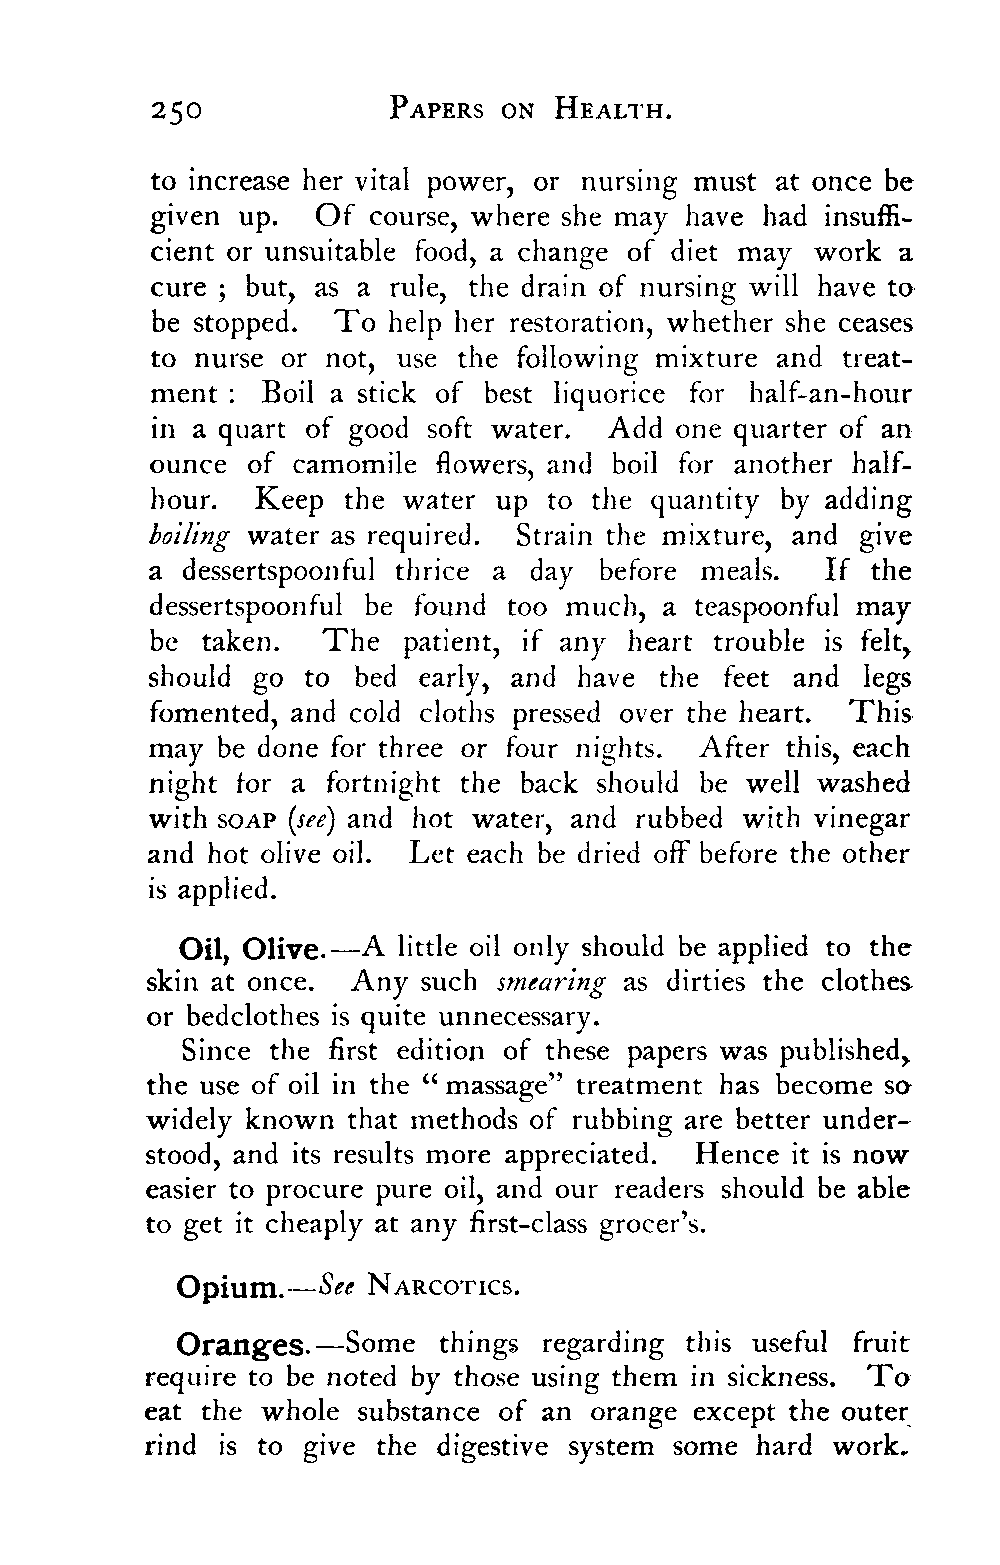 250 Papers on Health.
to increase her vital power, or nursing must at once be
given up. Of course, where she may have had insuffi-
cient or unsuitable food, a change of diet may work a
cure ; but, as a rule, the drain of nursing will have to
be stopped. To help her restoration, whether she ceases
to nurse or not, use the following mixture and treat-
ment : Boil a stick of best liquorice for half-an-hour
in a quart of good soft water. Add one quarter of an
ounce of camomile flowers, and boil for another half-
hour. Keep the water up to the quantity by adding
boiling water as required. Strain the mixture, and give
a dessertspoonful thrice a day before meals. If the
dessertspoonful be found too much, a teaspoonful may
be taken. The patient, if any heart trouble is felt,
should go to bed early, and have the feet and legs
fomented, and cold cloths pressed over the heart. This
may be done for three or four nights. After this, each
night for a fortnight the back should be well washed
with soap (see) and hot water, and rubbed with vinegar
and hot olive oil. Let each be dried off before the other
is applied.
Oil, Olive.—A little oil only should be applied to the
skin at once. Any such smearing as dirties the clothes
or bedclothes is quite unnecessary.
Since the first edition of these papers was published,
the use of oil in the “massage” treatment has become so
widely known that methods of rubbing are better under-
stood, and its results more appreciated. Hence it is now
easier to procure pure oil, and our readers should be able
to get it cheaply at any first-class grocer's.
Opium.—See Narcotics.
Oranges.—Some things regarding this useful fruit
require to be noted by those using them in sickness. To
eat the whole substance of an orange except the outer
rind is to give the digestive system some hard work.